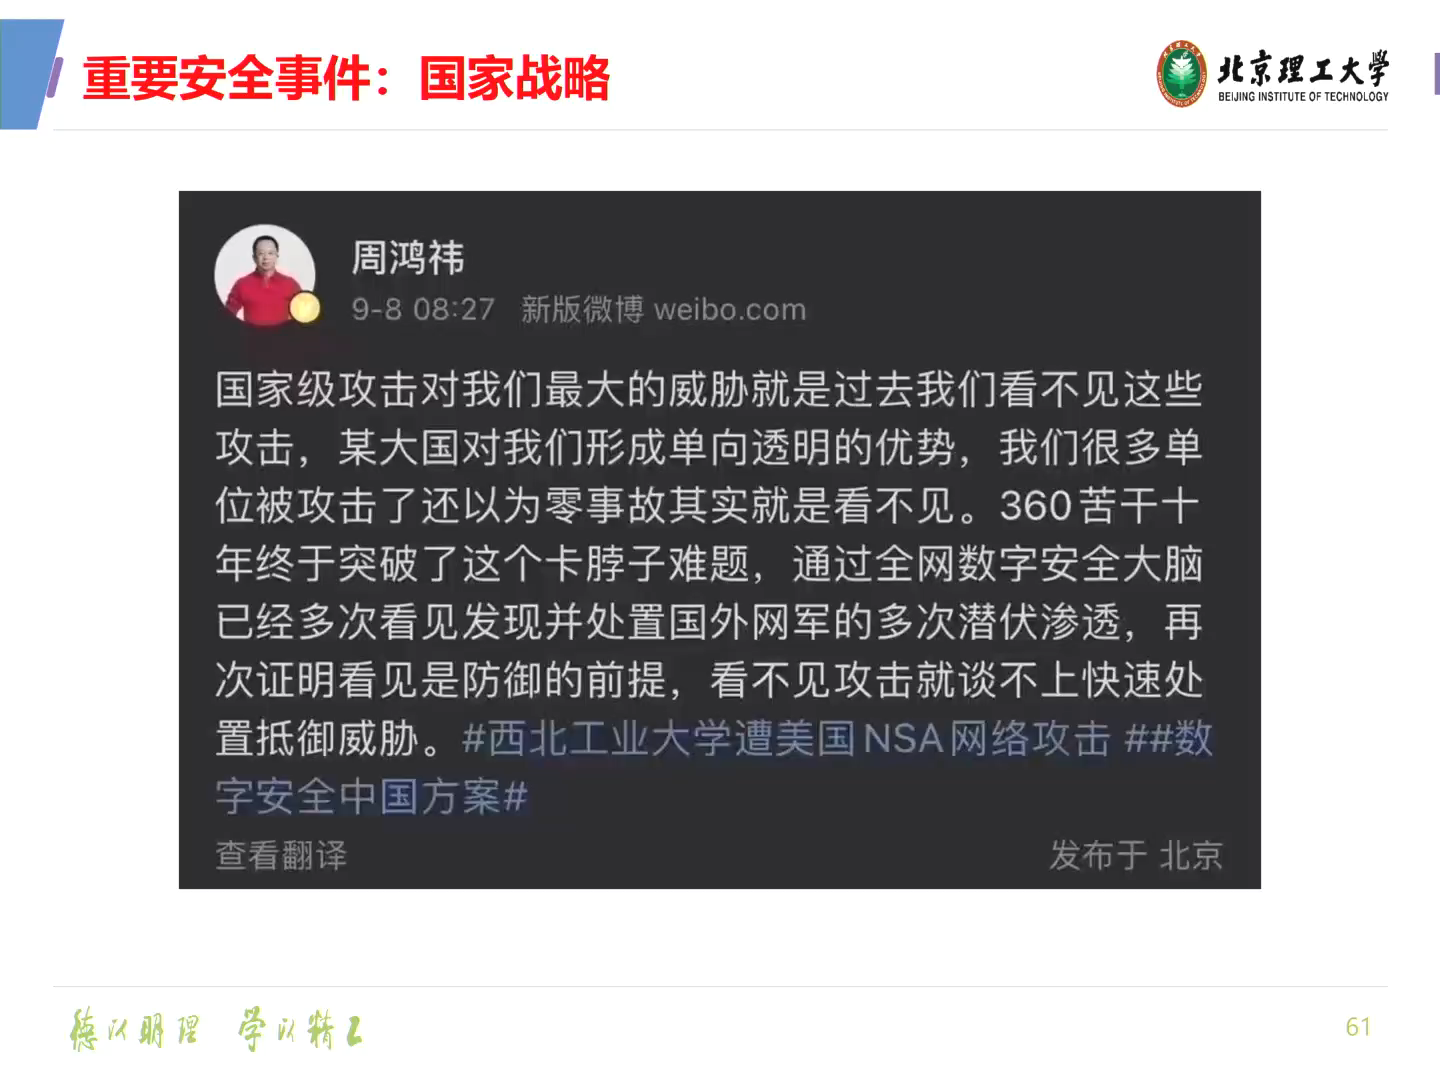 重要安全事件：国家战略
北京理工大学
BEIJING INSTITUTE OF TECHNOLOGY
周鸿祎
9-8 08:27 新版微博 weibo.com
国家级攻击对我们最大的威胁就是过去我们看不见这些
攻击，某大国对我们形成单向透明的优势，我们很多单
位被攻击了还以为零事故其实就是看不见。360苦干十
年终于突破了这个卡脖子难题，通过全网数字安全大脑
已经多次看见发现并处置国外网军的多次潜伏渗透，再
次证明看见是防御的前提，看不见攻击就谈不上快速处
置抵御威胁。#西北工业大学遭美国NSA网络攻击 ##数
字安全中国方案#
查看翻译
发布于 北京
德以明理 学以精工
61